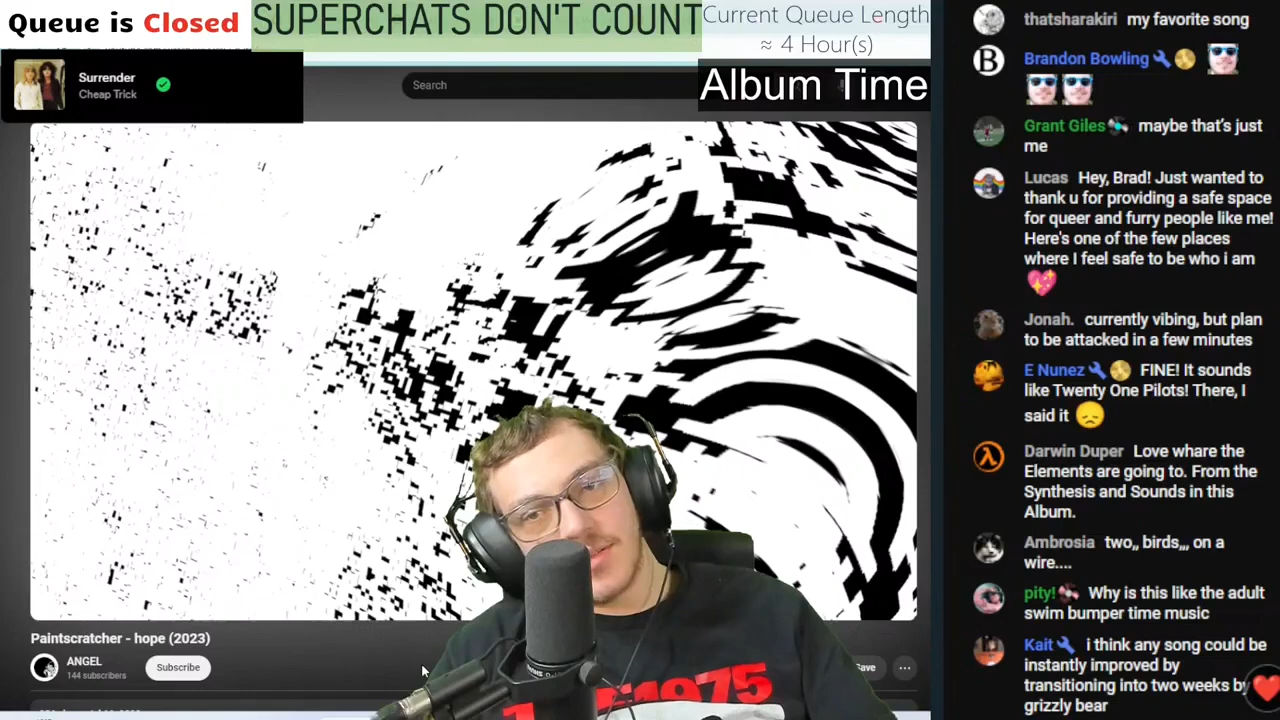 Queue is Closed
SUPERCHATS DON'T COUNT
Current Queue Length
≈ 4 Hour(s)
Album Time
Surrender
Cheap Trick
Search
Paintscratcher - hope (2023)
ANGEL
144 subscribers
Subscribe
Save
1975
thatsharakiri my favorite song
Brandon Bowling
Grant Giles maybe that's just
me
Lucas Hey, Brad! Just wanted to
thank u for providing a safe space
for queer and furry people like me!
Here's one of the few places
where I feel safe to be who i am
💖
Jonah. currently vibing, but plan
to be attacked in a few minutes
E Nunez FINE! It sounds
like Twenty One Pilots! There, I
said it 😞
Darwin Duper Love whare the
Elements are going to. From the
Synthesis and Sounds in this
Album.
Ambrosia two,, birds,,, on a
wire....
pity! Why is this like the adult
swim bumper time music
Kait i think any song could be
instantly improved by
transitioning into two weeks by
grizzly bear